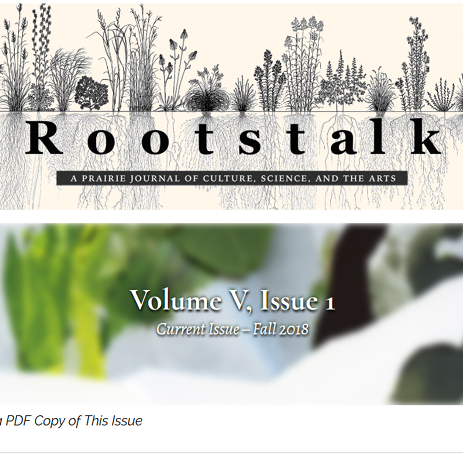 Rootstalk
A PRAIRIE JOURNAL OF CULTURE, SCIENCE, AND THE ARTS
Volume V, Issue 1
Current Issue – Fall 2018
PDF Copy of This Issue